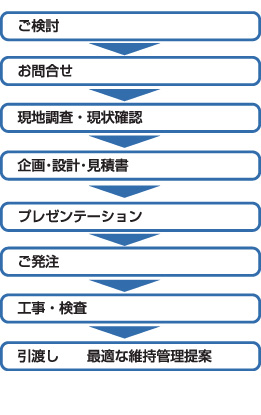 ご検討
お問合せ
現地調査・現状確認
企画・設計・見積書
プレゼンテーション
ご発注
工事・検査
引渡し　　最適な維持管理提案